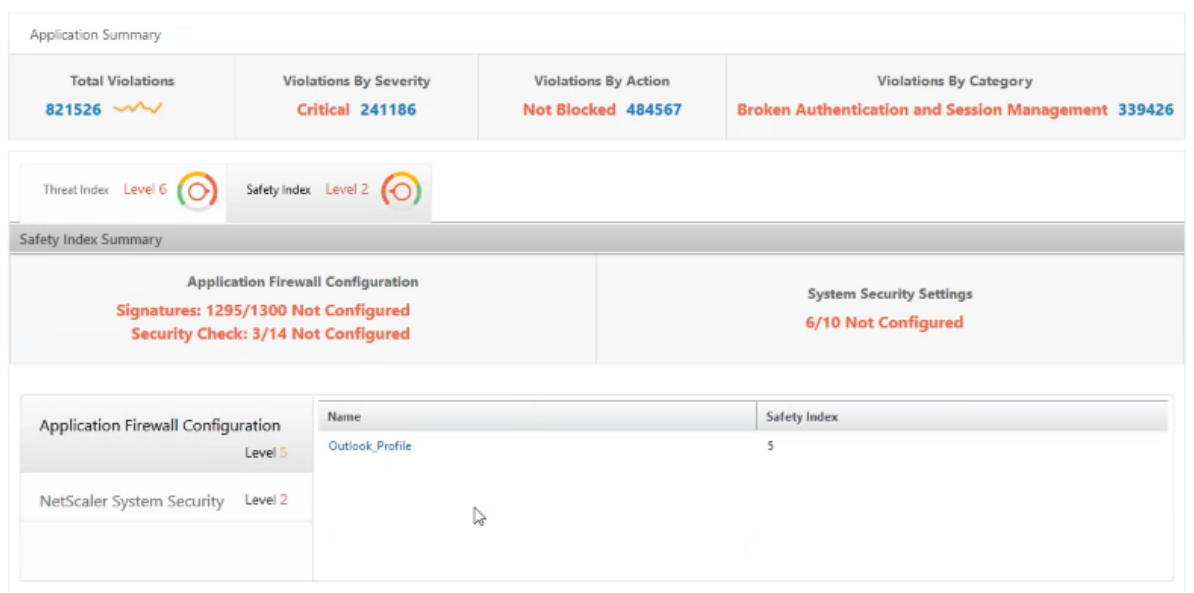 Application Summary
Total Violations
821526
Violations By Severity
Critical 241186
Violations By Action
Not Blocked 484567
Violations By Category
Broken Authentication and Session Management 339426
Threat Index Level 6
Safety Index Level 2
Safety Index Summary
Application Firewall Configuration
Signatures: 1295/1300 Not Configured
Security Check: 3/14 Not Configured
System Security Settings
6/10 Not Configured
Application Firewall Configuration
Level 5
NetScaler System Security Level 2
Name Safety Index
Outlook_Profile 5